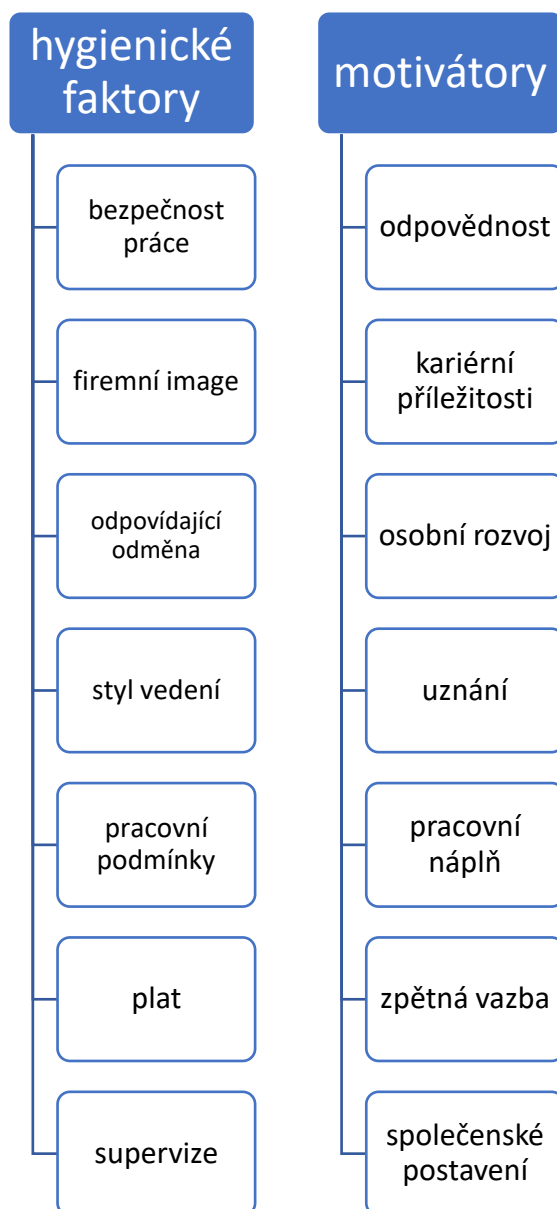 hygienické
faktory
bezpečnost
práce
firemní image
odpovídající
odměna
styl vedení
pracovní
podmínky
plat
supervize
motivátory
odpovědnost
kariérní
příležitosti
osobní rozvoj
uznání
pracovní
náplň
zpětná vazba
společenské
postavení